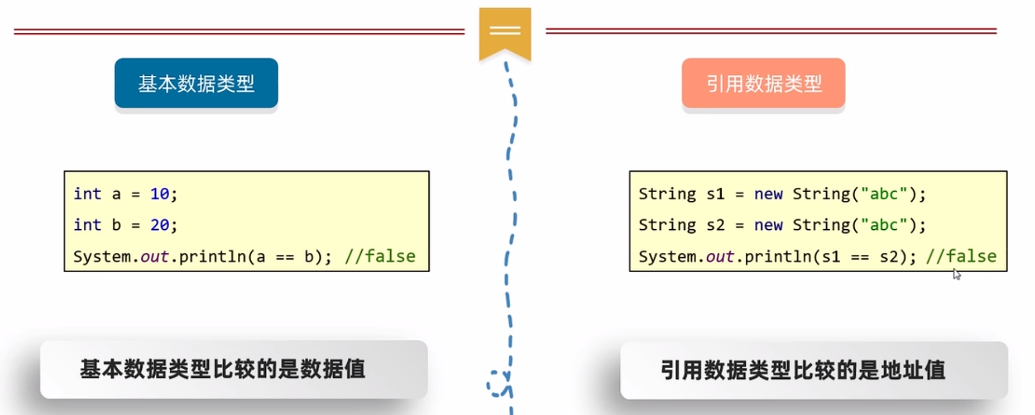 基本数据类型
int a = 10;
int b = 20;
System.out.println(a == b); //false
基本数据类型比较的是数据值
引用数据类型
String s1 = new String("abc");
String s2 = new String("abc");
System.out.println(s1 == s2); //false
引用数据类型比较的是地址值